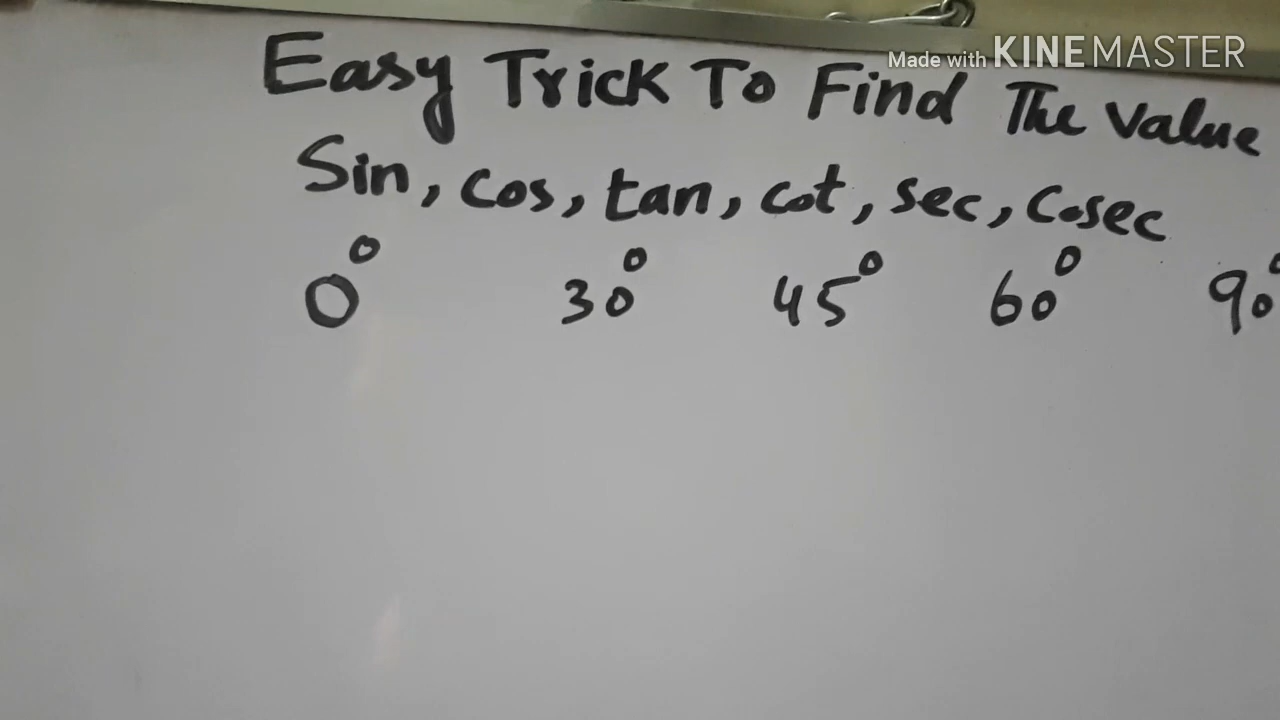 Made with KINEMASTER
Easy Trick To Find The Value
Sin, cos, tan, cot, sec, Cosec
0° 30° 45° 60° 90°